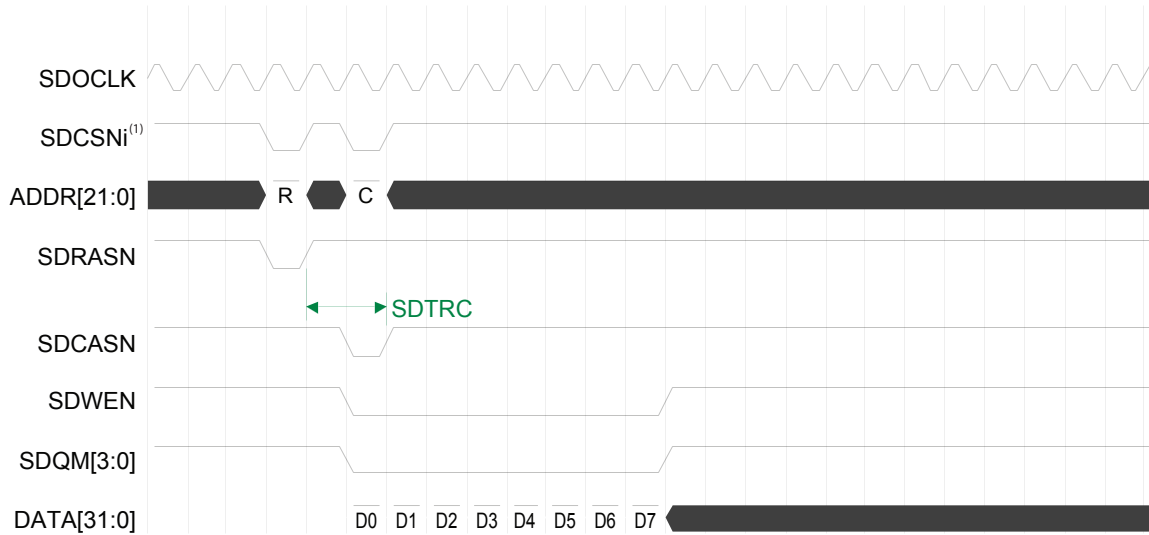 SDOCLK
SDCSNi⁽¹⁾
ADDR[21:0] R C
SDRASN
SDTRC
SDCASN
SDWEN
SDQM[3:0]
DATA[31:0] D0 D1 D2 D3 D4 D5 D6 D7